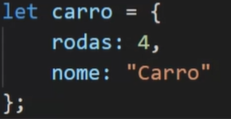 let carro = {
    rodas: 4,
    nome: "Carro"
};